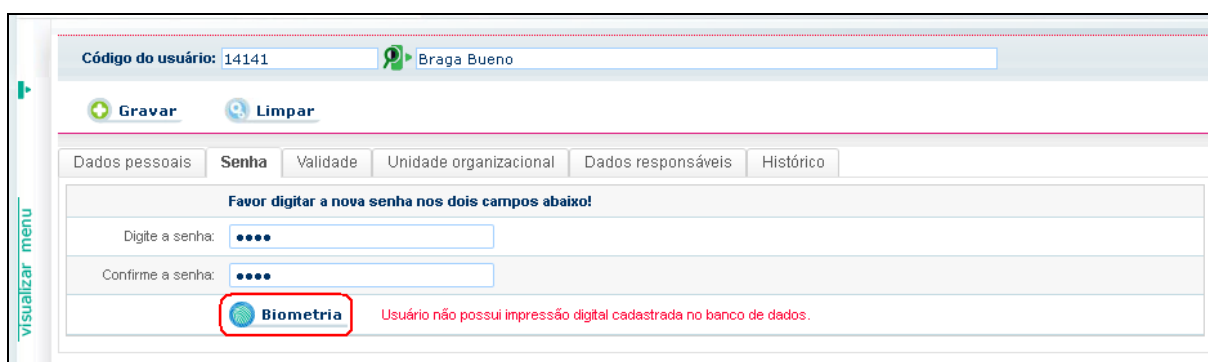 Código do usuário: 14141 Braga Bueno
Gravar Limpar
Dados pessoais Senha Validade Unidade organizacional Dados responsáveis Histórico
Favor digitar a nova senha nos dois campos abaixo!
Digite a senha: ••••
Confirme a senha: ••••
Biometria Usuário não possui impressão digital cadastrada no banco de dados.
visualizar menu